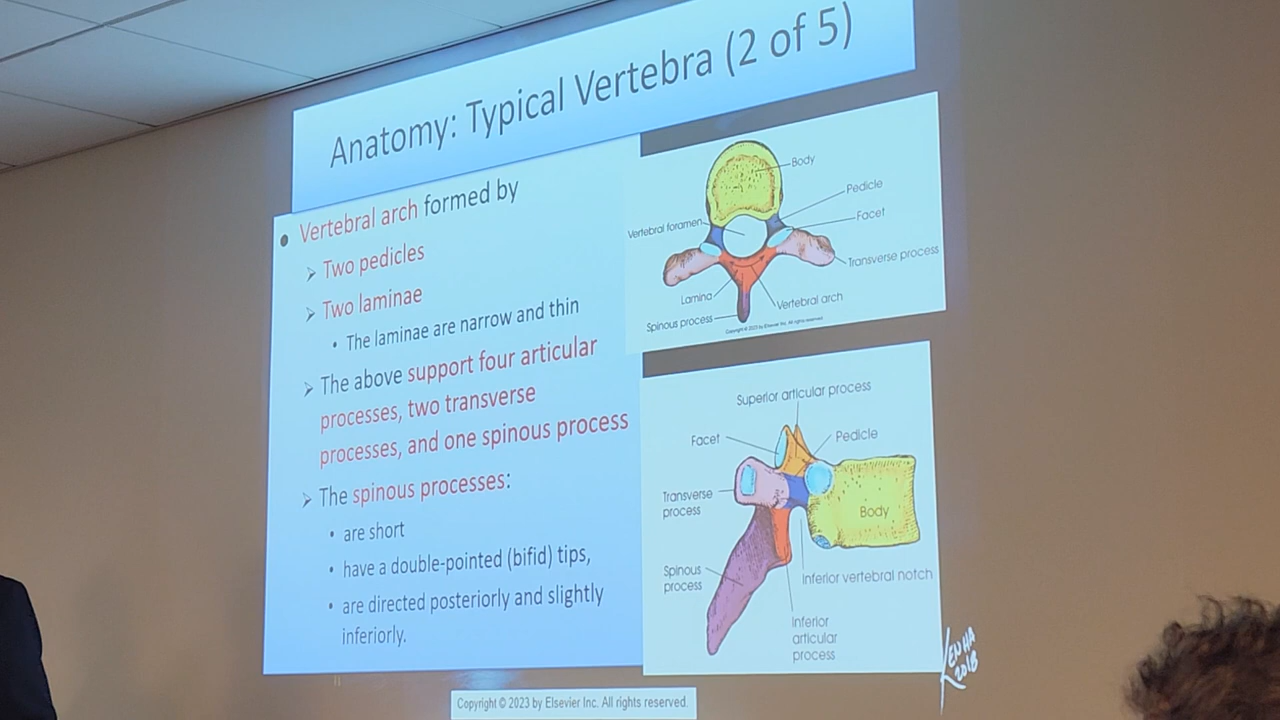 Anatomy: Typical Vertebra (2 of 5)
• Vertebral arch formed by
➢ Two pedicles
➢ Two laminae
• The laminae are narrow and thin
➢ The above support four articular
processes, two transverse
processes, and one spinous process
➢ The spinous processes:
• are short
• have a double-pointed (bifid) tips,
• are directed posteriorly and slightly
inferiorly.
Body
Pedicle
Facet
Vertebral foramen
Transverse process
Lamina
Vertebral arch
Spinous process
Copyright © 2023 by Elsevier Inc. All rights reserved.
Superior articular process
Facet
Pedicle
Transverse
process
Body
Spinous
process
Inferior vertebral notch
Inferior
articular
process
KENHA
2018
Copyright © 2023 by Elsevier Inc. All rights reserved.